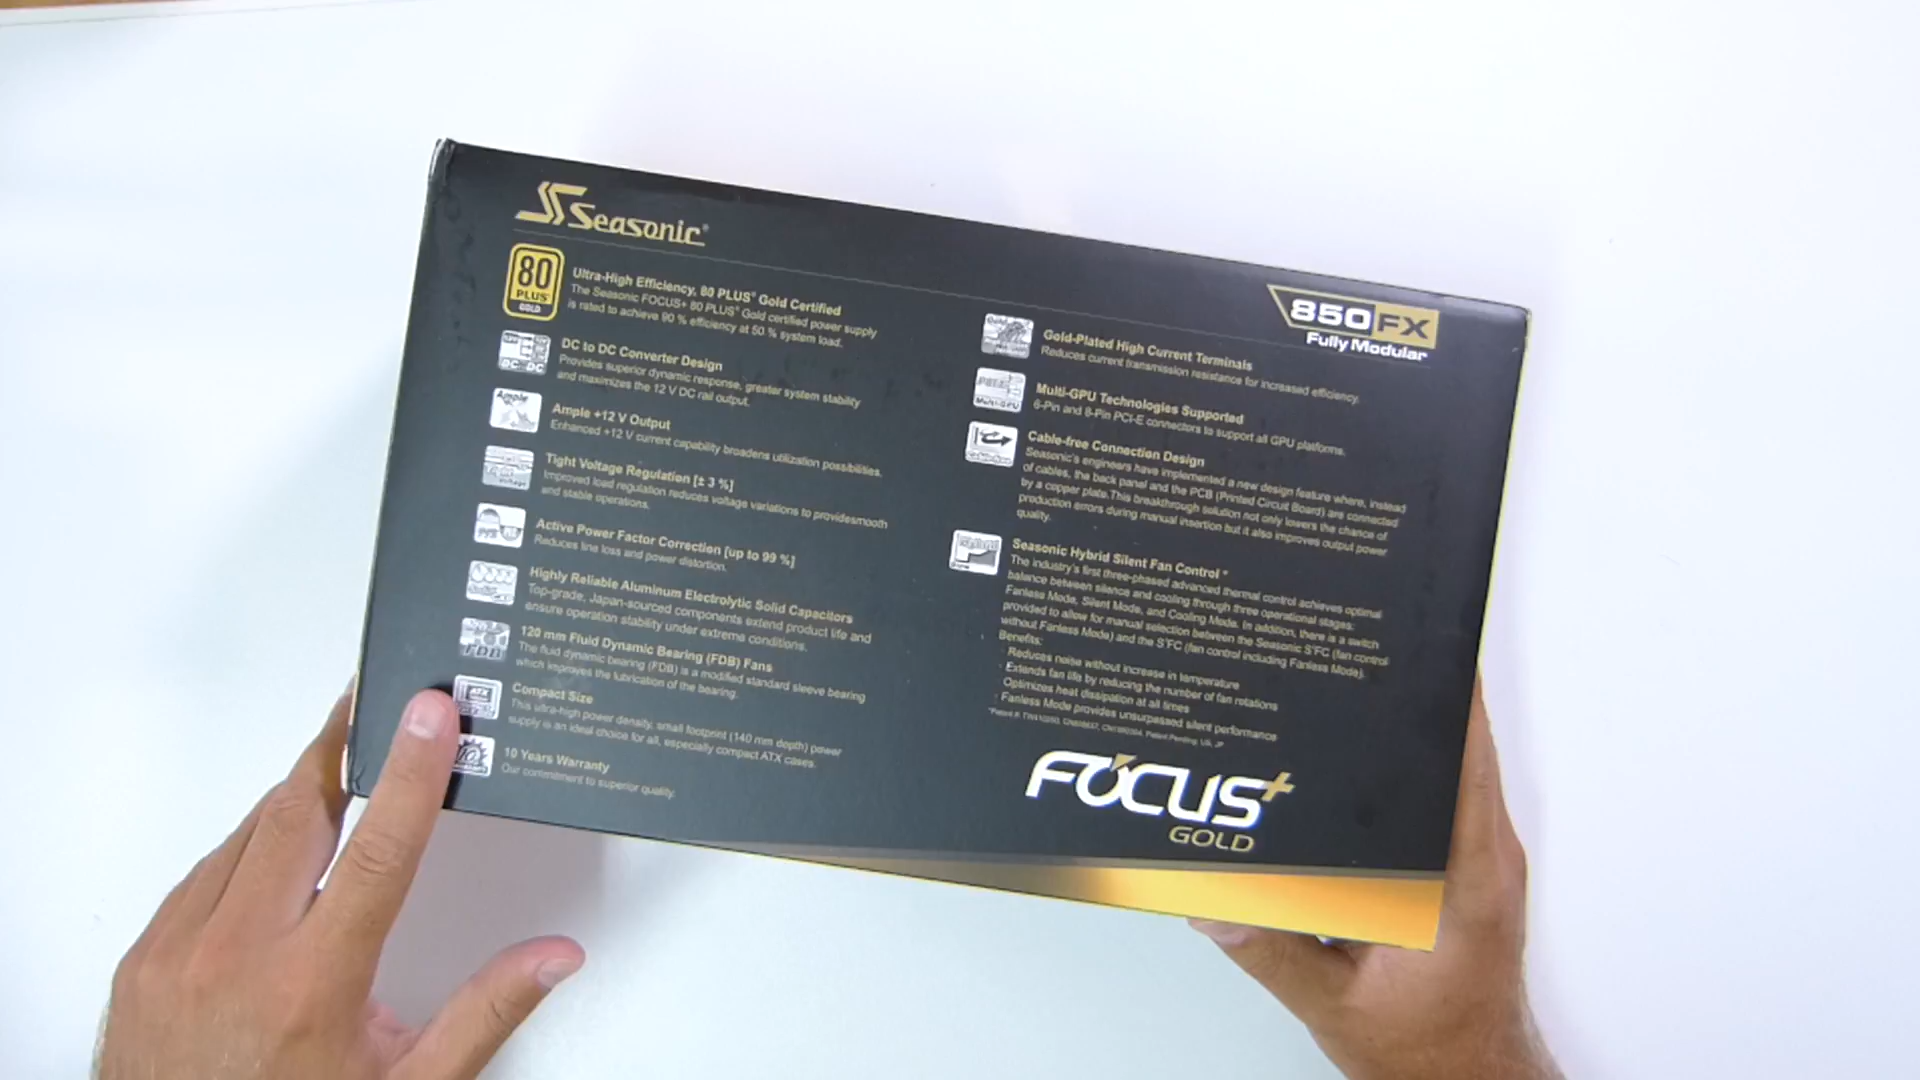 Seasonic®
80
PLUS®
GOLD
Ultra-High Efficiency, 80 PLUS® Gold Certified
The Seasonic FOCUS+ 80 PLUS® Gold certified power supply
is rated to achieve 90 % efficiency at 50 % system load.
DC DC
DC to DC Converter Design
Provides superior dynamic response, greater system stability
and maximizes the 12 V DC rail output.
Ample
Ample +12 V Output
Enhanced +12 V current capability broadens utilization possibilities.
Tight Voltage Regulation [± 3 %]
Improved load regulation reduces voltage variations to providesmooth
and stable operations.
Active Power Factor Correction [up to 99 %]
Reduces line loss and power distortion.
Highly Reliable Aluminum Electrolytic Solid Capacitors
Top-grade, Japan-sourced components extend product life and
ensure operation stability under extreme conditions.
FDB
120 mm Fluid Dynamic Bearing (FDB) Fans
The fluid dynamic bearing (FDB) is a modified standard sleeve bearing
which improves the lubrication of the bearing.
ATX
Compact Size
This ultra-high power density, small footprint (140 mm depth) power
supply is an ideal choice for all, especially compact ATX cases.
10 Years Warranty
Our commitment to superior quality.
850 FX
Fully Modular
Gold-Plated High Current Terminals
Reduces current transmission resistance for increased efficiency.
Multi-GPU
Multi-GPU Technologies Supported
6-Pin and 8-Pin PCI-E connectors to support all GPU platforms.
Cable-free Connection Design
Seasonic's engineers have implemented a new design feature where, instead
of cables, the back panel and the PCB (Printed Circuit Board) are connected
by a copper plate.This breakthrough solution not only lowers the chance of
production errors during manual insertion but it also improves output power
quality.
Seasonic Hybrid Silent Fan Control *
The industry's first three-phased advanced thermal control achieves optimal
balance between silence and cooling through three operational stages:
Fanless Mode, Silent Mode, and Cooling Mode. In addition, there is a switch
provided to allow for manual selection between the Seasonic S²FC (fan control
without Fanless Mode) and the S³FC (fan control including Fanless Mode).
Benefits:
· Reduces noise without increase in temperature
· Extends fan life by reducing the number of fan rotations
· Optimizes heat dissipation at all times
· Fanless Mode provides unsurpassed silent performance
Patent Pending: US, JP
FOCUS+
GOLD